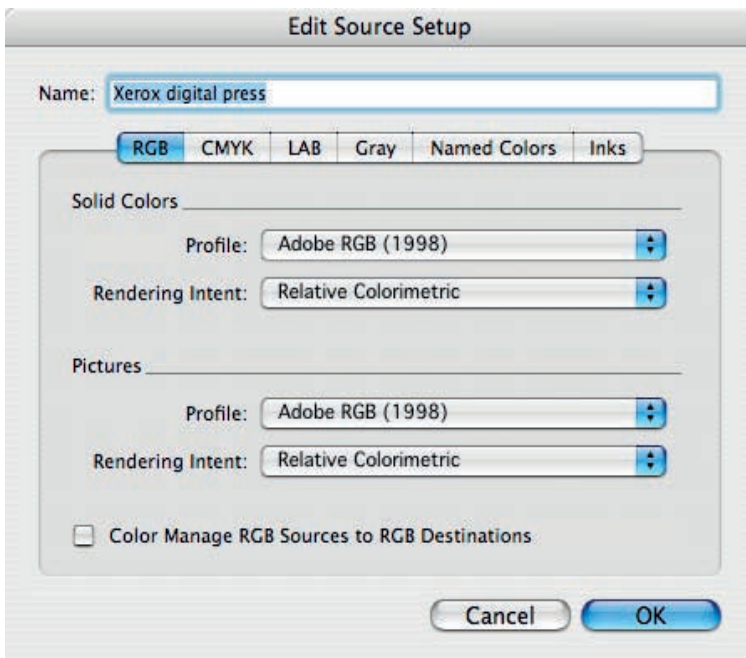 Edit Source Setup
Name: Xerox digital press
RGB CMYK LAB Gray Named Colors Inks
Solid Colors
Profile: Adobe RGB (1998)
Rendering Intent: Relative Colorimetric
Pictures
Profile: Adobe RGB (1998)
Rendering Intent: Relative Colorimetric
Color Manage RGB Sources to RGB Destinations
Cancel OK